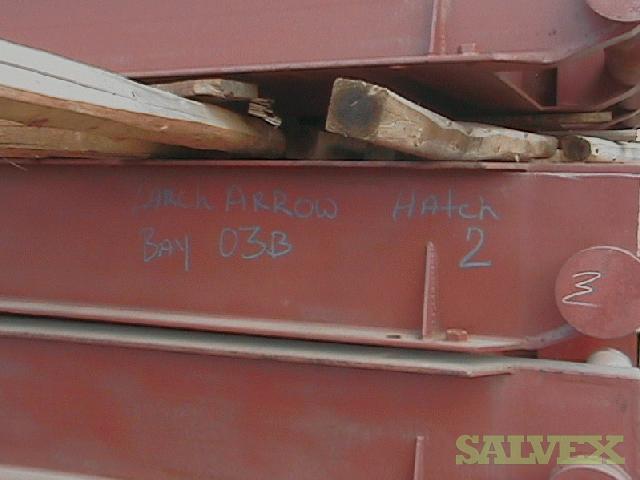 Larch ARROW Hatch
BAY 03B 2
3
SALVEX